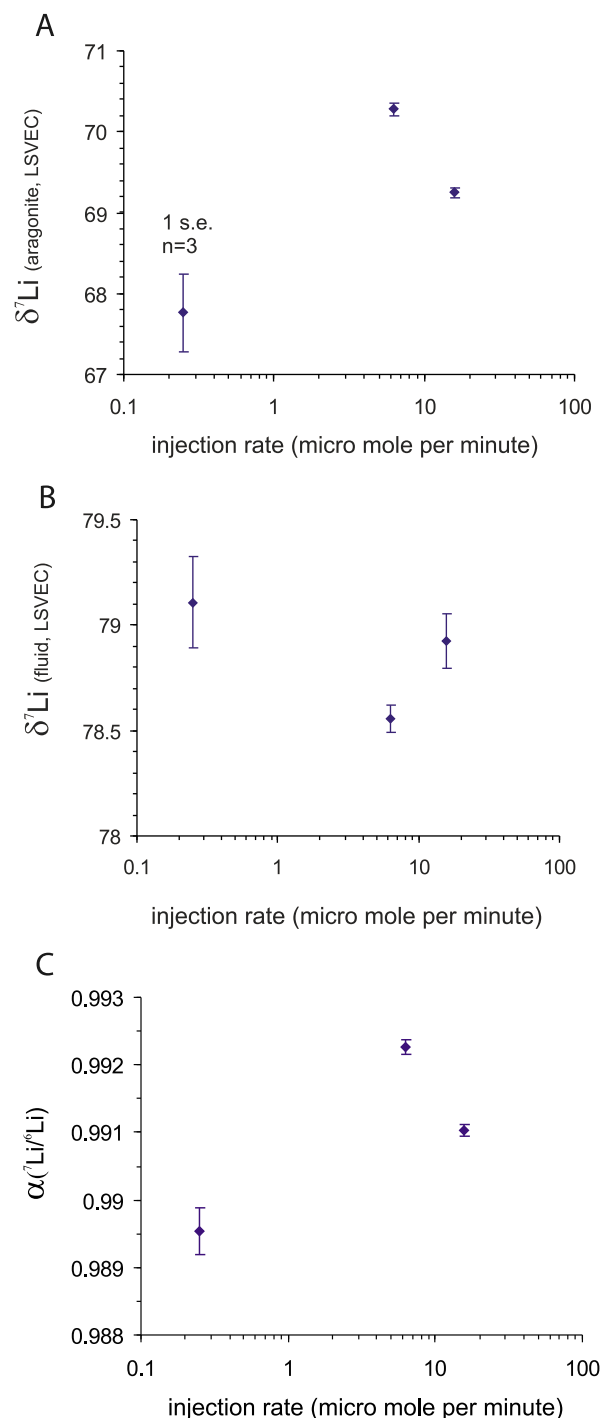 A
δ⁷Li (aragonite, LSVEC)
71
70
69
68
67
1 s.e.
n=3
0.1 1 10 100
injection rate (micro mole per minute)
B
δ⁷Li (fluid, LSVEC)
79.5
79
78.5
78
0.1 1 10 100
injection rate (micro mole per minute)
C
α(⁷Li/⁶Li)
0.993
0.992
0.991
0.99
0.989
0.988
0.1 1 10 100
injection rate (micro mole per minute)